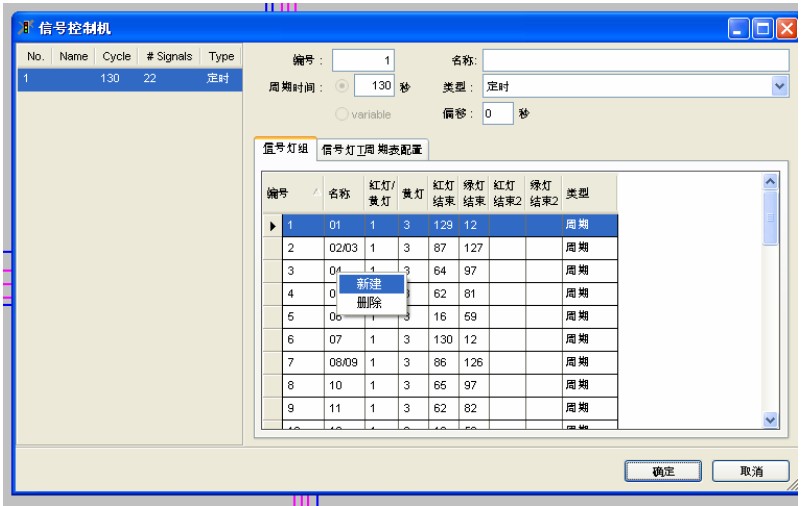 信号控制机
No. Name Cycle # Signals Type
1 130 22 定时
编号: 1 名称:
周期时间: 130 秒 类型: 定时
variable 偏移: 0 秒
信号灯组 信号灯工周期表配置
编号 名称 红灯/黄灯 黄灯 红灯结束 绿灯结束 红灯结束2 绿灯结束2 类型
1 01 1 3 129 12 周期
2 02/03 1 3 87 127 周期
3 04 1 3 64 97 周期
4 62 81 周期
5 06 1 3 16 59 周期
6 07 1 3 130 12 周期
7 08/09 1 3 86 126 周期
8 10 1 3 65 97 周期
9 11 1 3 62 82 周期
新建
删除
确定 取消